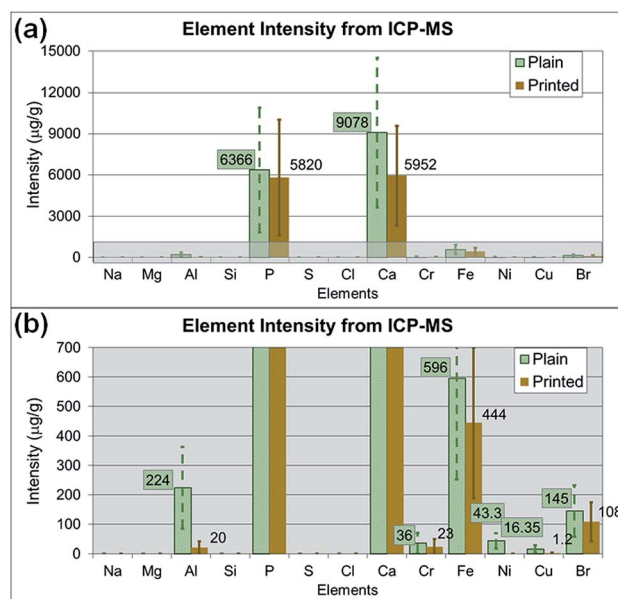 (a)
Element Intensity from ICP-MS
Intensity (µg/g)
15000
12000
9000
6000
3000
0
Plain
Printed
6366
5820
9078
5952
Na Mg Al Si P S Cl Ca Cr Fe Ni Cu Br
Elements
(b)
Element Intensity from ICP-MS
Intensity (µg/g)
700
600
500
400
300
200
100
0
Plain
Printed
224
20
36
23
596
444
43.3
16.35
1.2
145
108
Na Mg Al Si P S Cl Ca Cr Fe Ni Cu Br
Elements